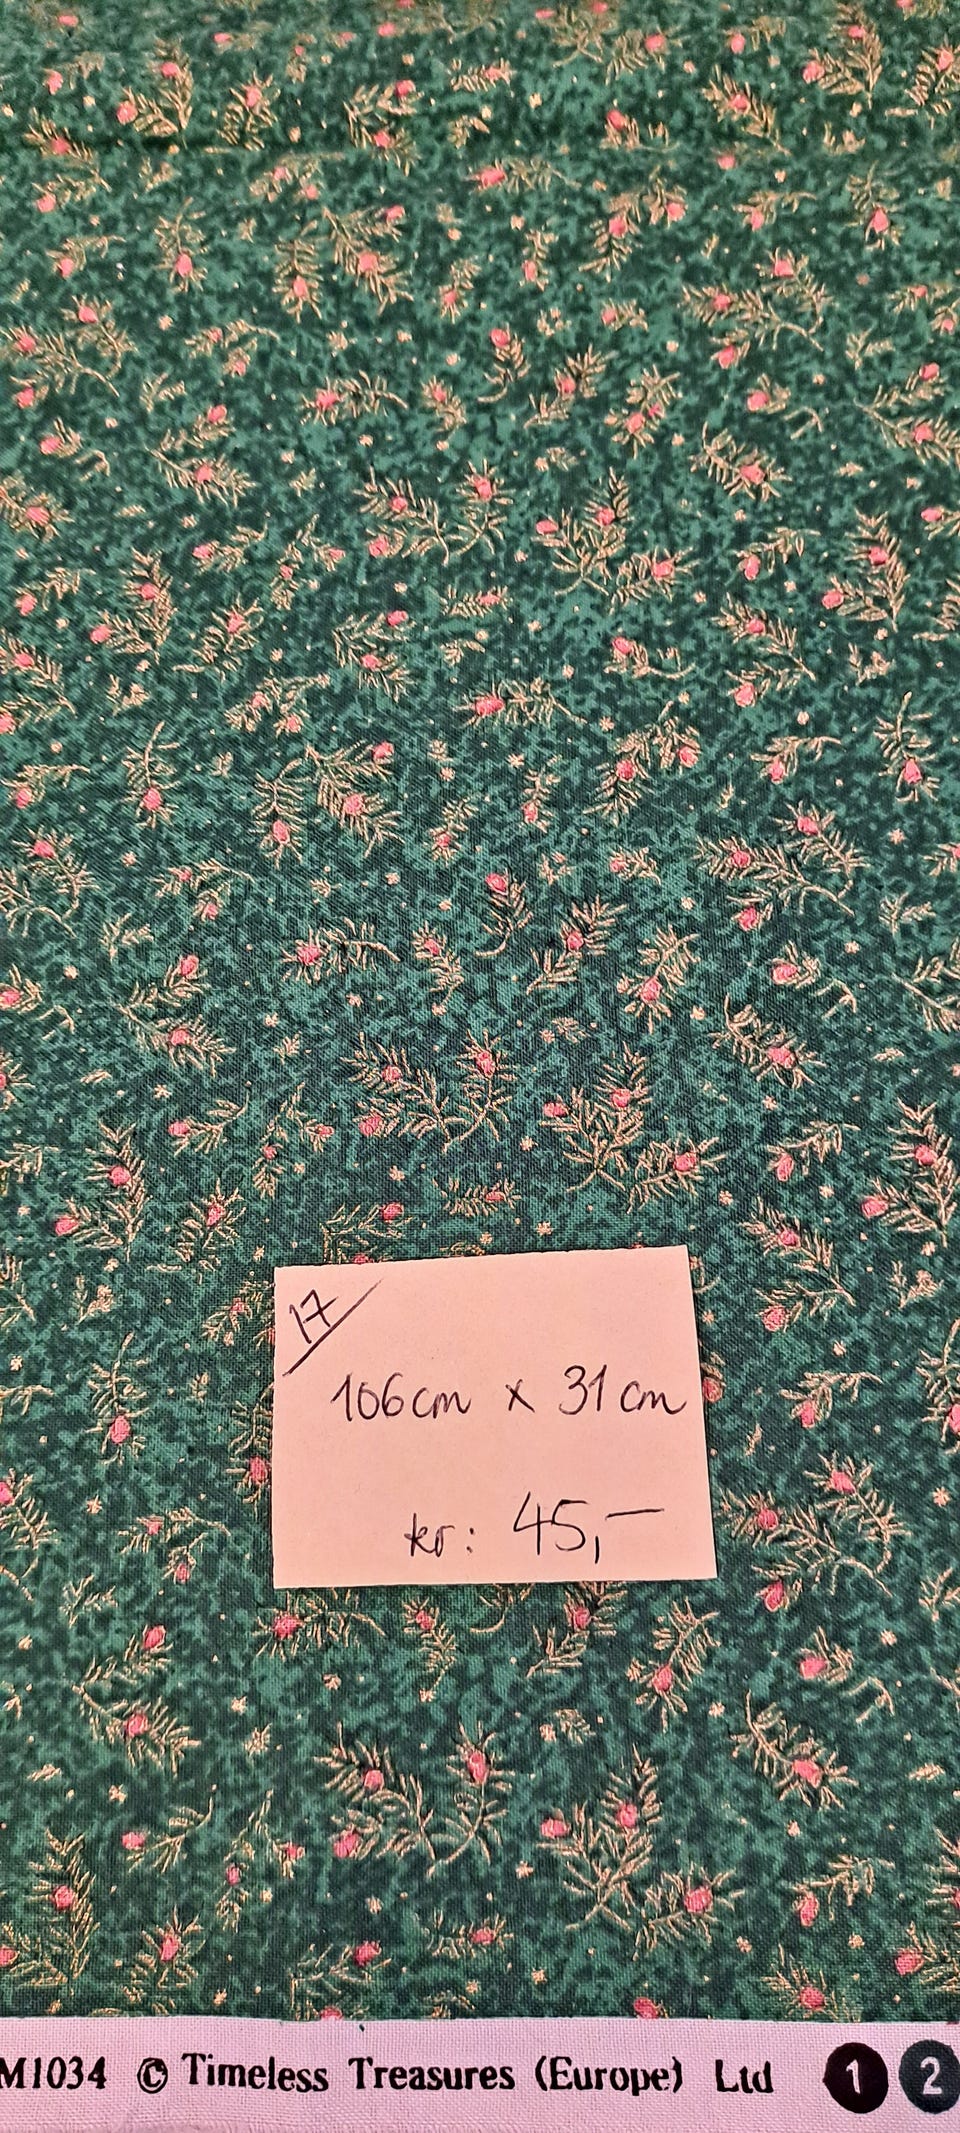 17
106cm x 31cm
kr: 45,-
M1034 © Timeless Treasures (Europe) Ltd 1 2